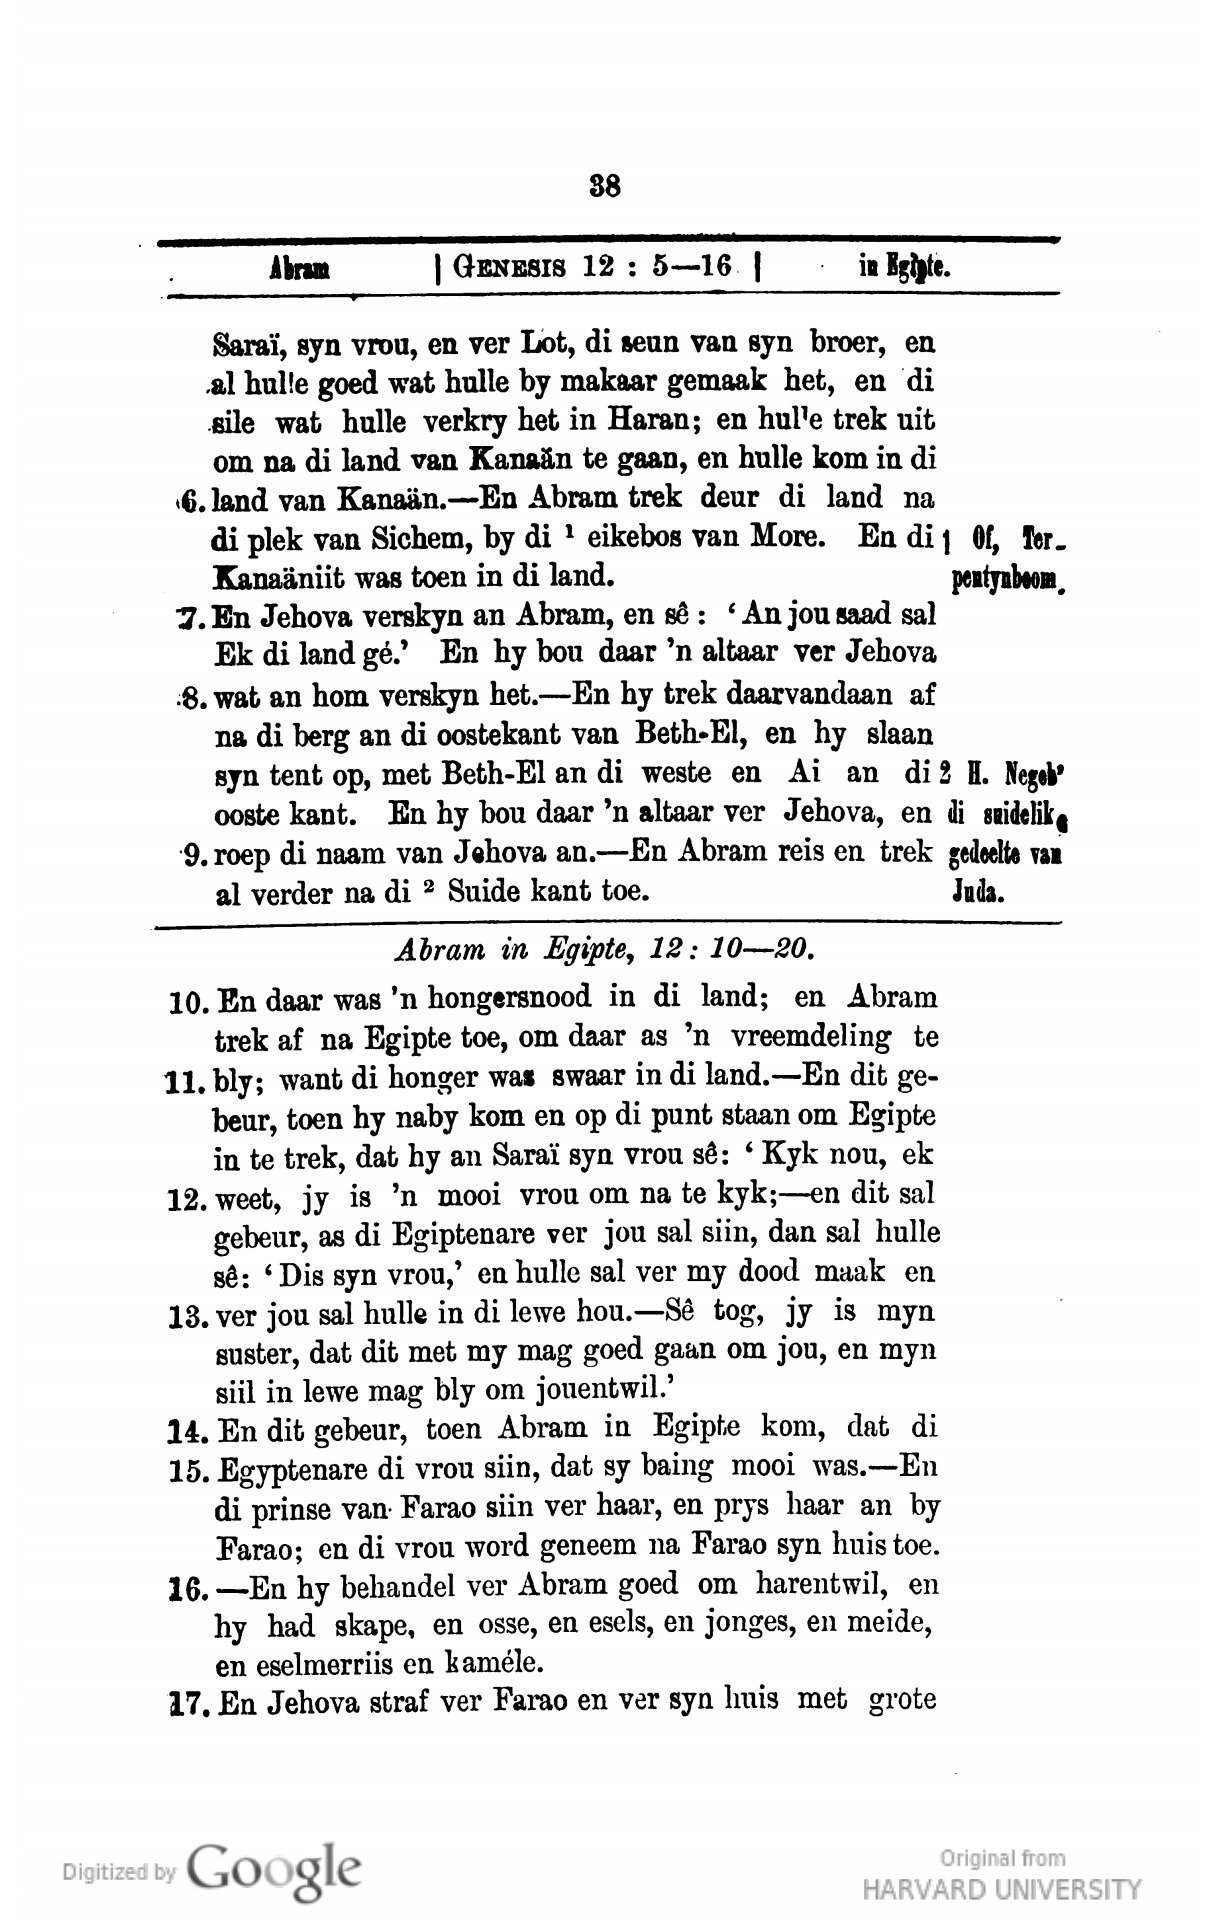 38
Abram | GENESIS 12 : 5—16 | in Egipte.
Saraï, syn vrou, en ver Lot, di seun van syn broer, en
al hulle goed wat hulle by makaar gemaak het, en di
sile wat hulle verkry het in Haran; en hulle trek uit
om na di land van Kanaän te gaan, en hulle kom in di
6. land van Kanaän.—En Abram trek deur di land na
di plek van Sichem, by di ¹ eikebos van More. En di
Kanaäniit was toen in di land.
1 Of, Ter-
pentynboom.
7. En Jehova verskyn an Abram, en sê : ‘ An jou saad sal
Ek di land gé.’ En hy bou daar ’n altaar ver Jehova
8. wat an hom verskyn het.—En hy trek daarvandaan af
na di berg an di oostekant van Beth-El, en hy slaan
syn tent op, met Beth-El an di weste en Ai an di
ooste kant. En hy bou daar ’n altaar ver Jehova, en
9. roep di naam van Jehova an.—En Abram reis en trek
al verder na di ² Suide kant toe.
2 H. Negeb’
di suidelike
gedeelte van
Juda.
Abram in Egipte, 12 : 10—20.
10. En daar was ’n hongersnood in di land; en Abram
trek af na Egipte toe, om daar as ’n vreemdeling te
11. bly; want di honger was swaar in di land.—En dit ge-
beur, toen hy naby kom en op di punt staan om Egipte
in te trek, dat hy an Saraï syn vrou sê: ‘ Kyk nou, ek
12. weet, jy is ’n mooi vrou om na te kyk;—en dit sal
gebeur, as di Egiptenare ver jou sal siin, dan sal hulle
sê: ‘ Dis syn vrou,’ en hulle sal ver my dood maak en
13. ver jou sal hulle in di lewe hou.—Sê tog, jy is myn
suster, dat dit met my mag goed gaan om jou, en myn
siil in lewe mag bly om jouentwil.’
14. En dit gebeur, toen Abram in Egipte kom, dat di
15. Egyptenare di vrou siin, dat sy baing mooi was.—En
di prinse van Farao siin ver haar, en prys haar an by
Farao; en di vrou word geneem na Farao syn huis toe.
16. —En hy behandel ver Abram goed om harentwil, en
hy had skape, en osse, en esels, en jonges, en meide,
en eselmerriis en kaméle.
17. En Jehova straf ver Farao en ver syn huis met grote
Digitized by Google
Original from
HARVARD UNIVERSITY